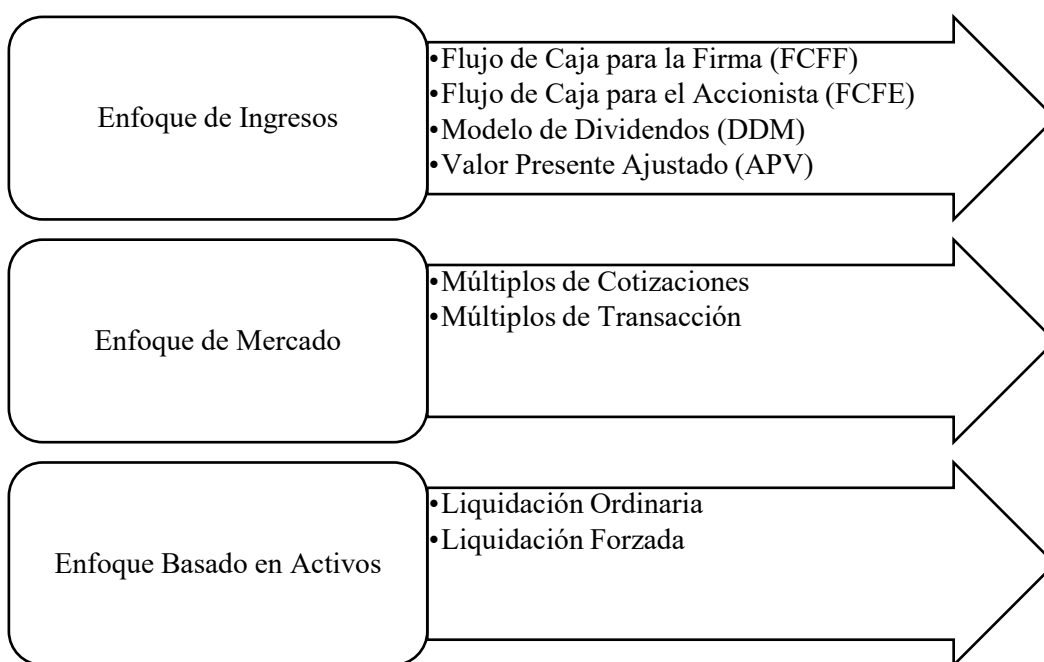 Enfoque de Ingresos
•Flujo de Caja para la Firma (FCFF)
•Flujo de Caja para el Accionista (FCFE)
•Modelo de Dividendos (DDM)
•Valor Presente Ajustado (APV)
Enfoque de Mercado
•Múltiplos de Cotizaciones
•Múltiplos de Transacción
Enfoque Basado en Activos
•Liquidación Ordinaria
•Liquidación Forzada